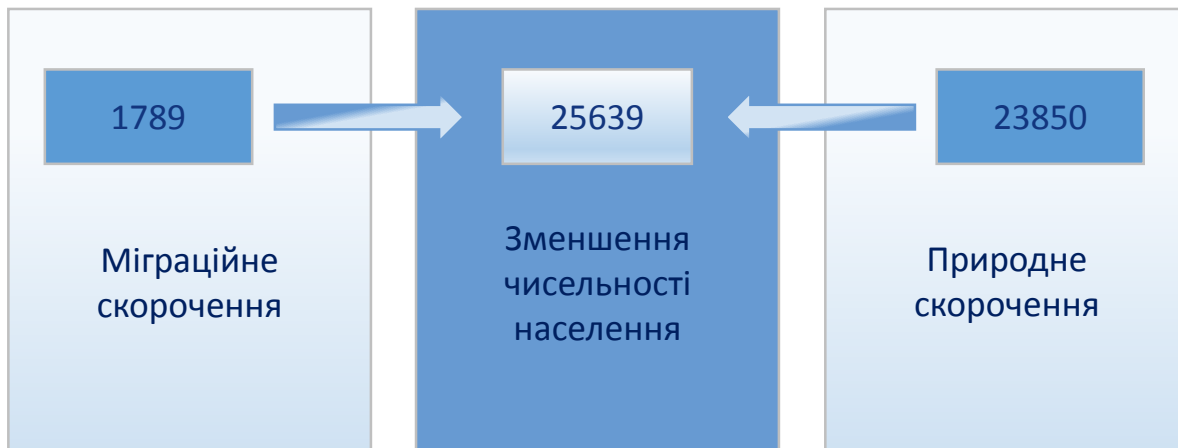 1789
Міграційне
скорочення
25639
Зменшення
чисельності
населення
23850
Природне
скорочення